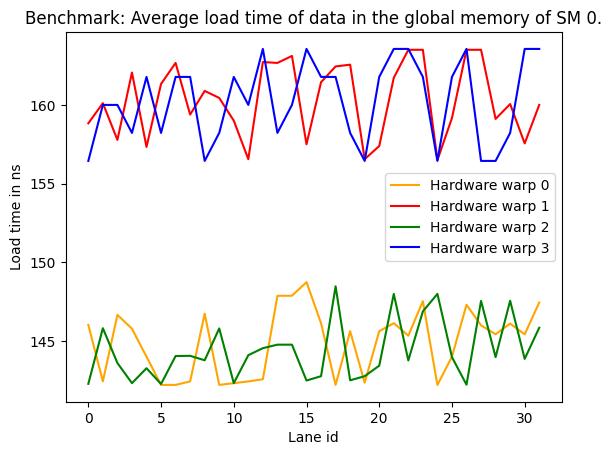 Benchmark: Average load time of data in the global memory of SM 0.
160
155
150
145
Load time in ns
Hardware warp 0
Hardware warp 1
Hardware warp 2
Hardware warp 3
0 5 10 15 20 25 30
Lane id